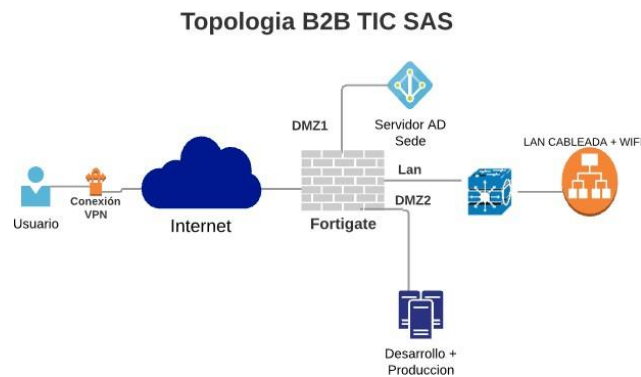 Topologia B2B TIC SAS
DMZ1
Servidor AD
Sede
LAN CABLEADA + WIFI
Lan
DMZ2
Conexión
VPN
Usuario
Internet
Fortigate
Desarrollo +
Produccion